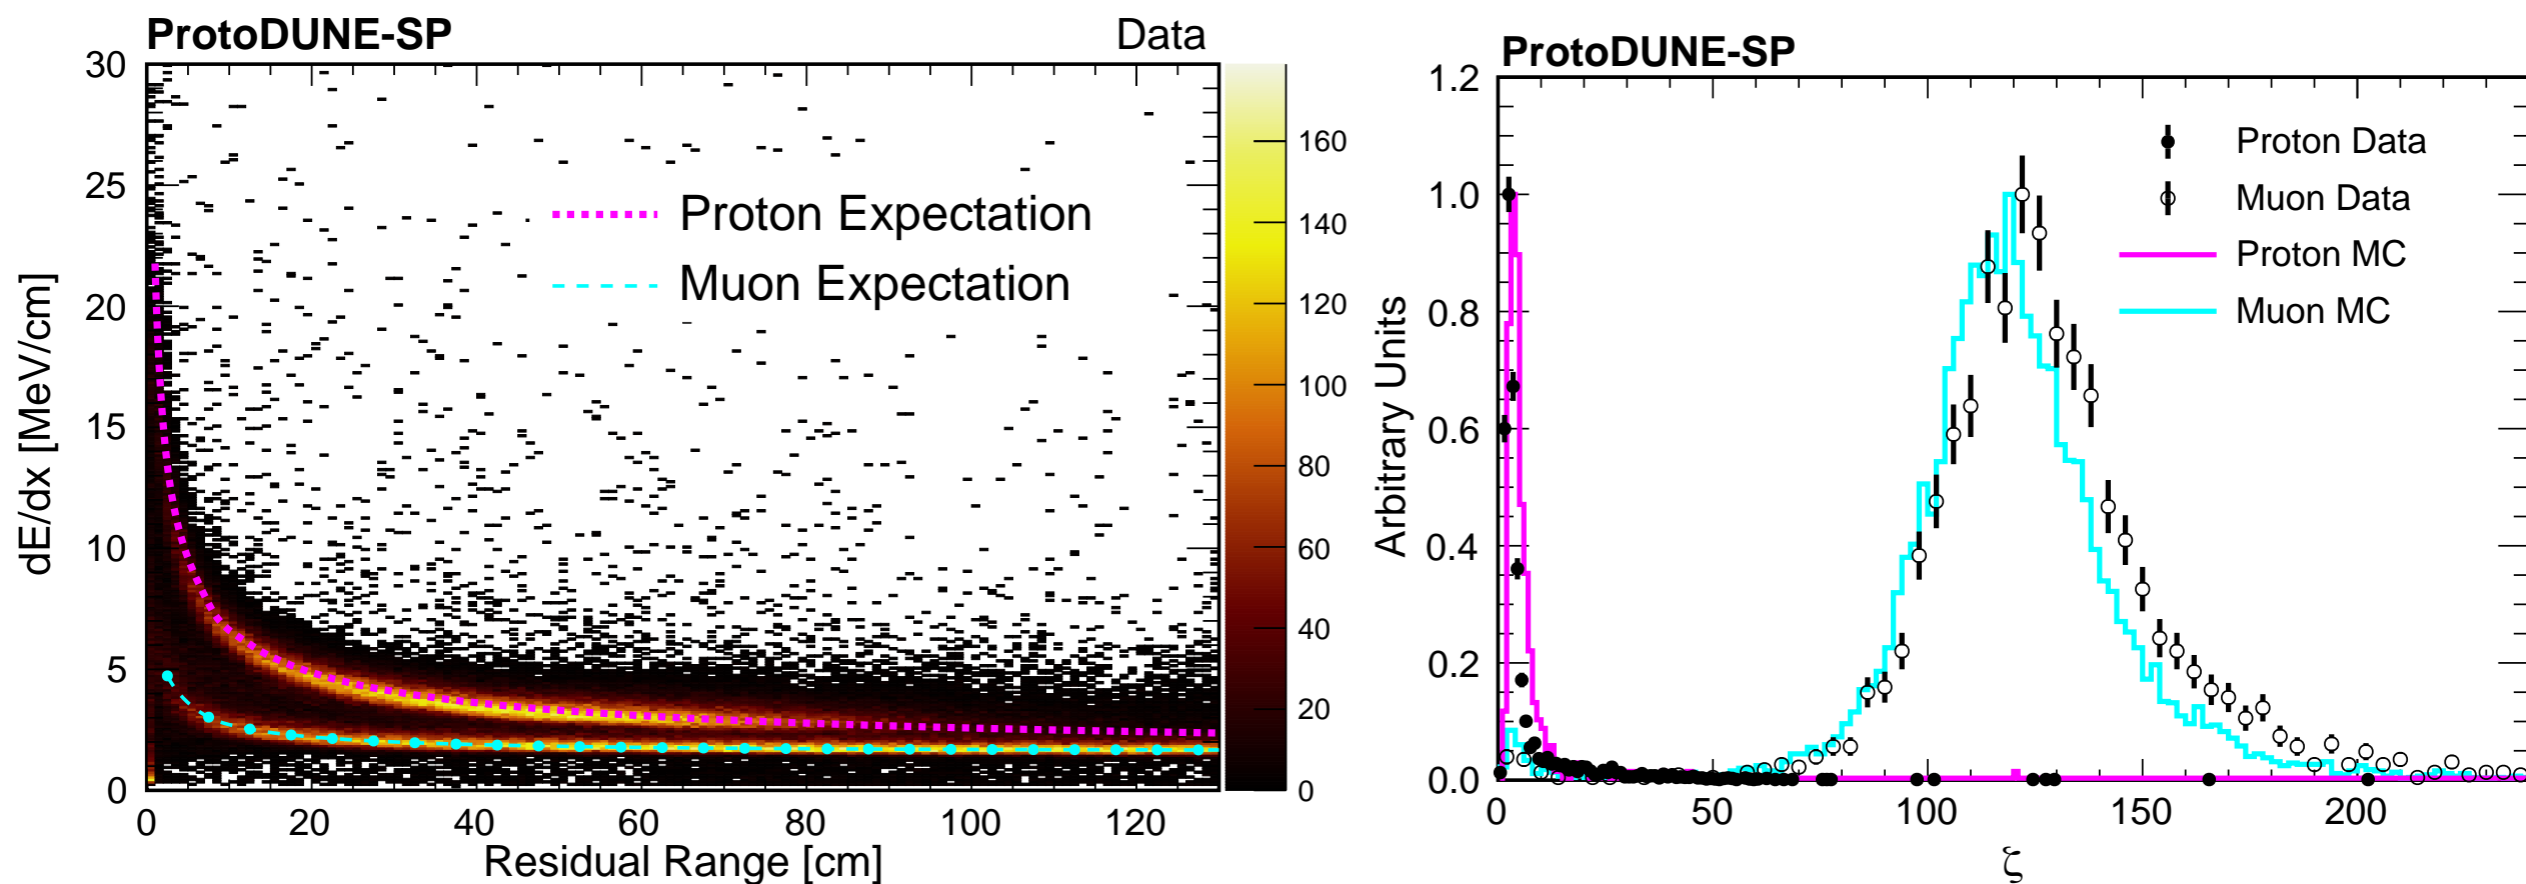 ProtoDUNE-SP
Data
30
25
20
15
10
5
0
dE/dx [MeV/cm]
Proton Expectation
Muon Expectation
0 20 40 60 80 100 120
Residual Range [cm]
160
140
120
100
80
60
40
20
0
ProtoDUNE-SP
1.2
1.0
0.8
0.6
0.4
0.2
0.0
Arbitrary Units
Proton Data
Muon Data
Proton MC
Muon MC
0 50 100 150 200
ζ